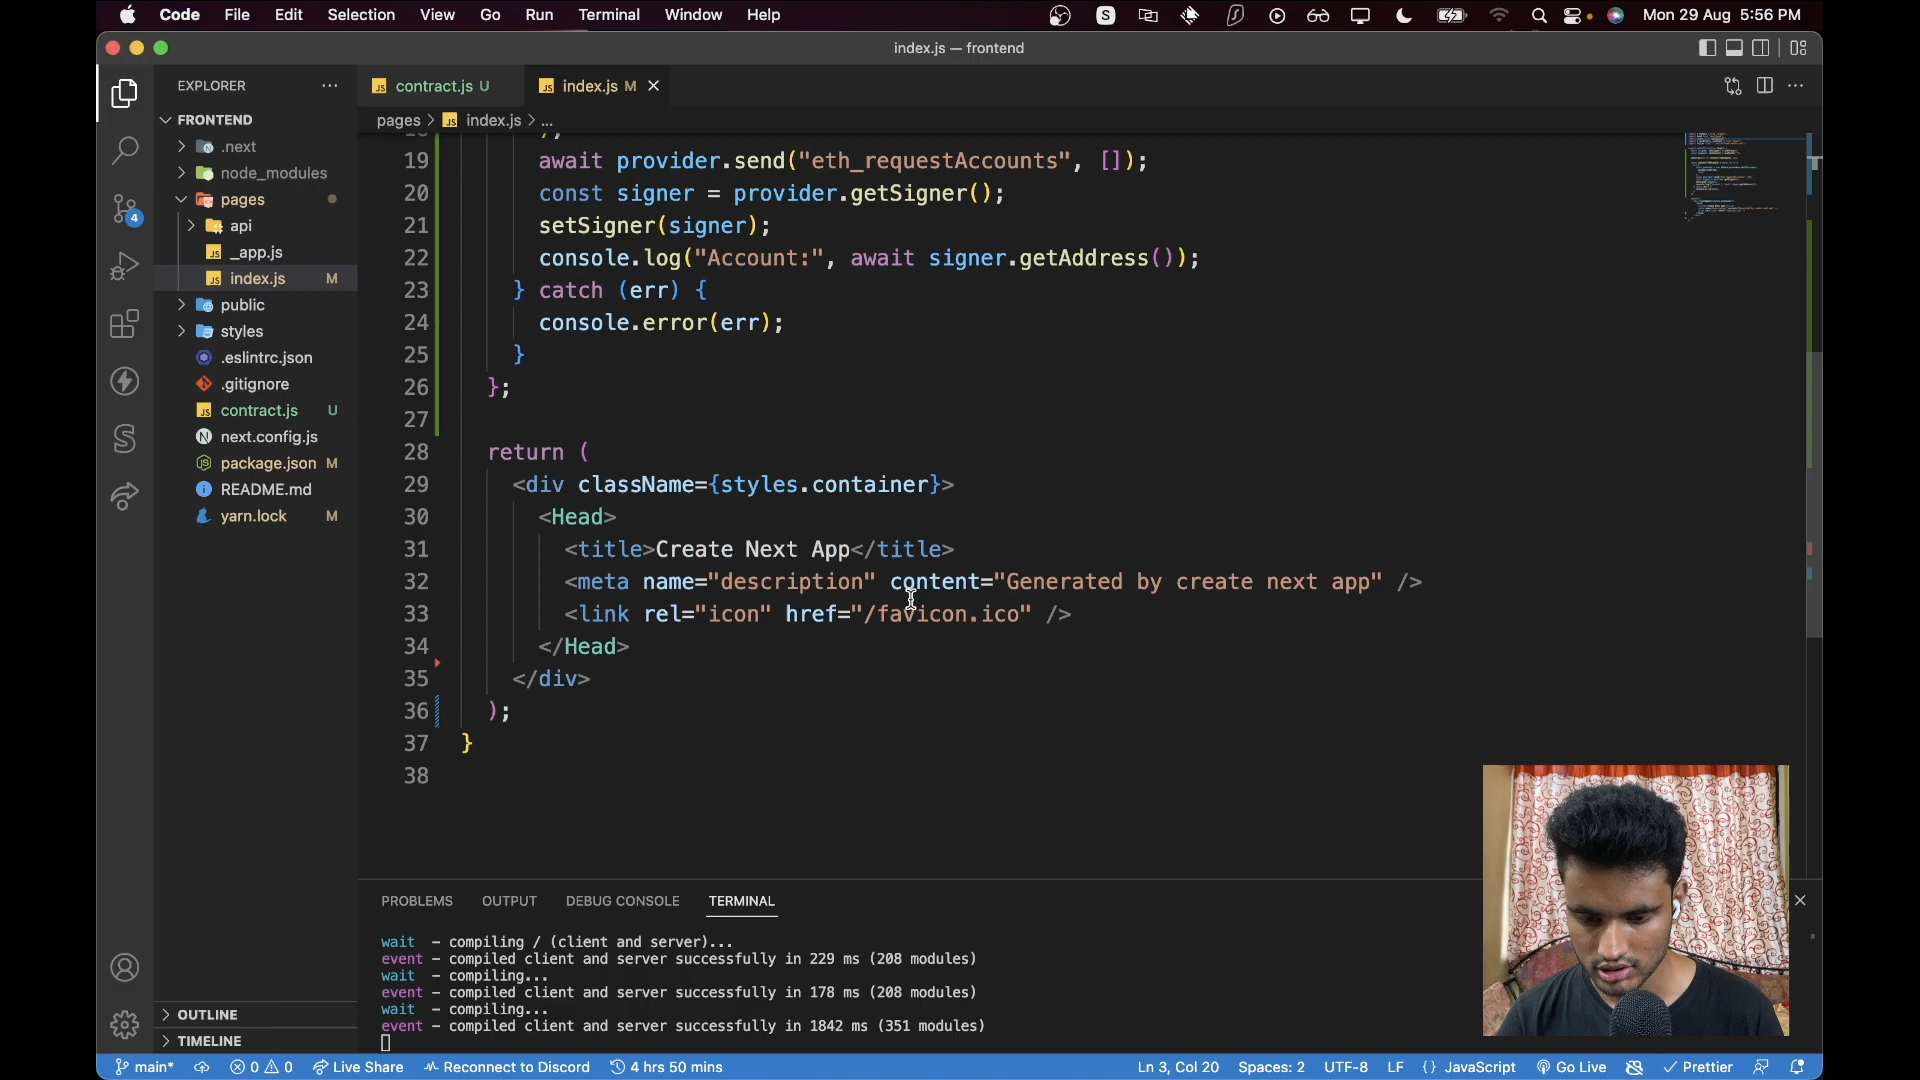 Code File Edit Selection View Go Run Terminal Window Help Mon 29 Aug 5:56 PM
index.js — frontend
EXPLORER
FRONTEND
.next
node_modules
pages
api
_app.js
index.js M
public
styles
.eslintrc.json
.gitignore
contract.js U
next.config.js
package.json M
README.md
yarn.lock M
OUTLINE
TIMELINE
4
contract.js U index.js M
pages > index.js > ...
19 await provider.send("eth_requestAccounts", []);
20 const signer = provider.getSigner();
21 setSigner(signer);
22 console.log("Account:", await signer.getAddress());
23 } catch (err) {
24 console.error(err);
25 }
26 };
27
28 return (
29 <div className={styles.container}>
30 <Head>
31 <title>Create Next App</title>
32 <meta name="description" content="Generated by create next app" />
33 <link rel="icon" href="/favicon.ico" />
34 </Head>
35 </div>
36 );
37 }
38
PROBLEMS OUTPUT DEBUG CONSOLE TERMINAL
wait - compiling / (client and server)...
event - compiled client and server successfully in 229 ms (208 modules)
wait - compiling...
event - compiled client and server successfully in 178 ms (208 modules)
wait - compiling...
event - compiled client and server successfully in 1842 ms (351 modules)
main* 0 0 Live Share Reconnect to Discord 4 hrs 50 mins Ln 3, Col 20 Spaces: 2 UTF-8 LF {} JavaScript Go Live Prettier